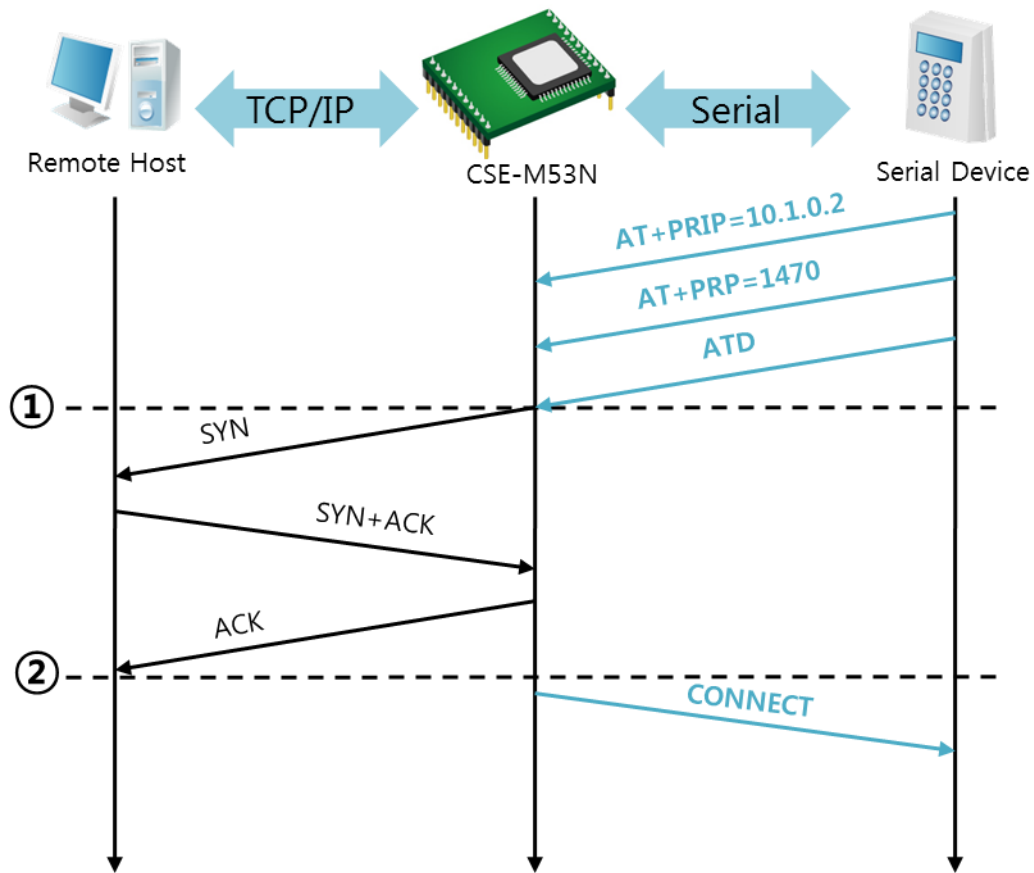 TCP/IP
Serial
Remote Host
CSE-M53N
Serial Device
AT+PRIP=10.1.0.2
AT+PRP=1470
ATD
①
SYN
SYN+ACK
ACK
②
CONNECT